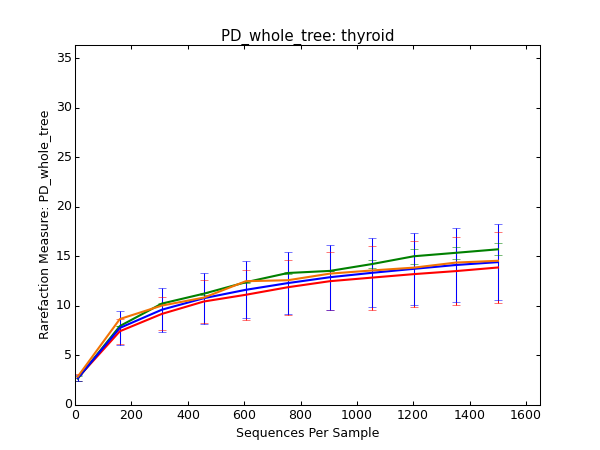 PD_whole_tree: thyroid
Rarefaction Measure: PD_whole_tree
35
30
25
20
15
10
5
0
0 200 400 600 800 1000 1200 1400 1600
Sequences Per Sample